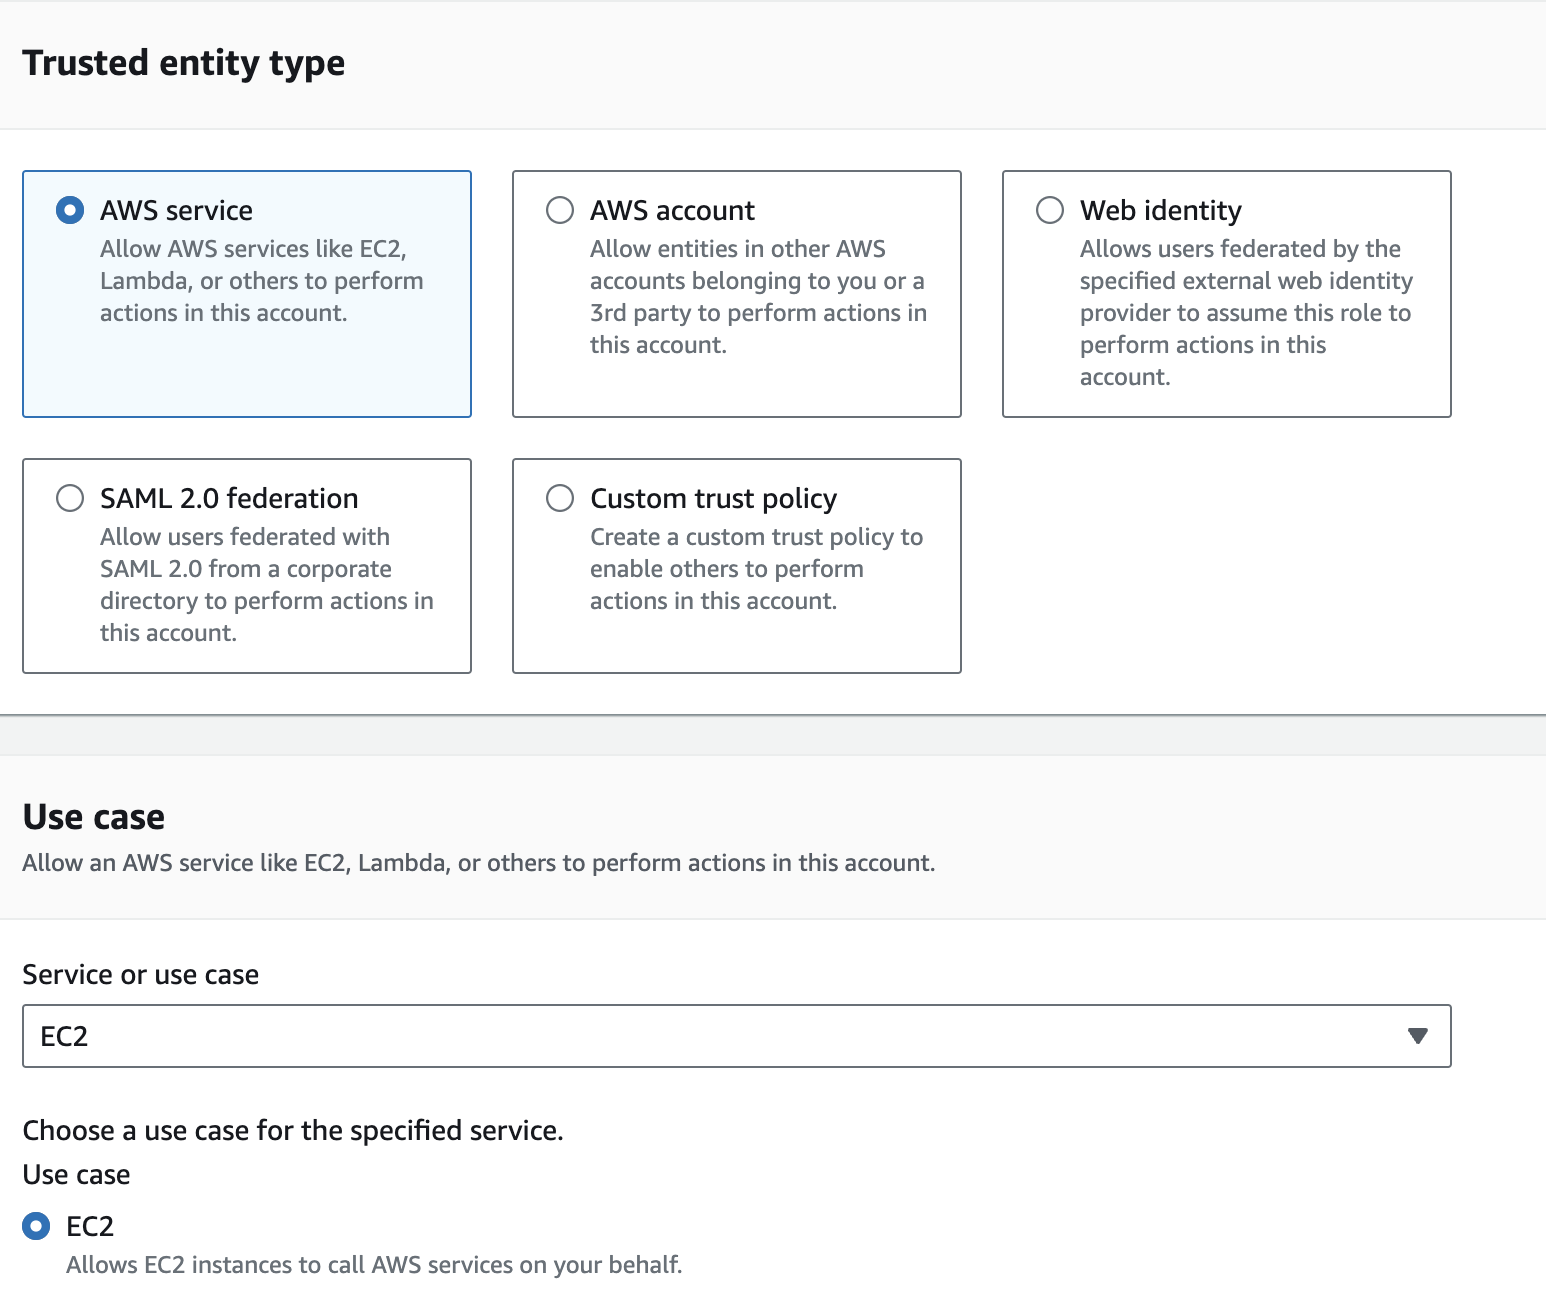 Trusted entity type
AWS service
Allow AWS services like EC2,
Lambda, or others to perform
actions in this account.
AWS account
Allow entities in other AWS
accounts belonging to you or a
3rd party to perform actions in
this account.
Web identity
Allows users federated by the
specified external web identity
provider to assume this role to
perform actions in this
account.
SAML 2.0 federation
Allow users federated with
SAML 2.0 from a corporate
directory to perform actions in
this account.
Custom trust policy
Create a custom trust policy to
enable others to perform
actions in this account.
Use case
Allow an AWS service like EC2, Lambda, or others to perform actions in this account.
Service or use case
EC2
Choose a use case for the specified service.
Use case
EC2
Allows EC2 instances to call AWS services on your behalf.